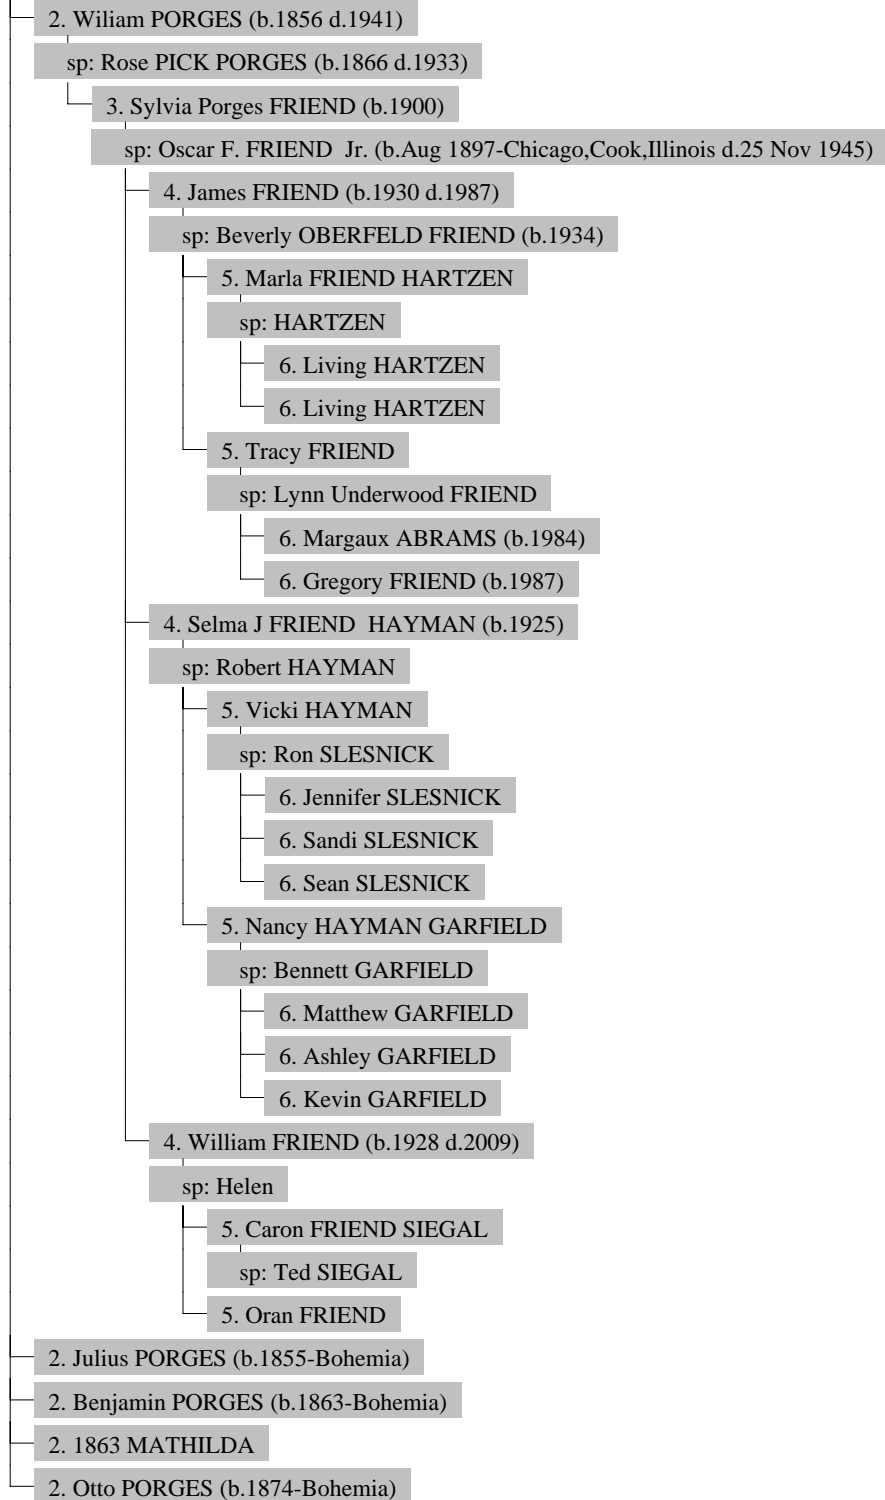 2. Wiliam PORGES (b.1856 d.1941)
sp: Rose PICK PORGES (b.1866 d.1933)
3. Sylvia Porges FRIEND (b.1900)
sp: Oscar F. FRIEND  Jr. (b.Aug 1897-Chicago,Cook,Illinois d.25 Nov 1945)
4. James FRIEND (b.1930 d.1987)
sp: Beverly OBERFELD FRIEND (b.1934)
5. Marla FRIEND HARTZEN
sp: HARTZEN
6. Living HARTZEN
6. Living HARTZEN
5. Tracy FRIEND
sp: Lynn Underwood FRIEND
6. Margaux ABRAMS (b.1984)
6. Gregory FRIEND (b.1987)
4. Selma J FRIEND  HAYMAN (b.1925)
sp: Robert HAYMAN
5. Vicki HAYMAN
sp: Ron SLESNICK
6. Jennifer SLESNICK
6. Sandi SLESNICK
6. Sean SLESNICK
5. Nancy HAYMAN GARFIELD
sp: Bennett GARFIELD
6. Matthew GARFIELD
6. Ashley GARFIELD
6. Kevin GARFIELD
4. William FRIEND (b.1928 d.2009)
sp: Helen
5. Caron FRIEND SIEGAL
sp: Ted SIEGAL
5. Oran FRIEND
2. Julius PORGES (b.1855-Bohemia)
2. Benjamin PORGES (b.1863-Bohemia)
2. 1863 MATHILDA
2. Otto PORGES (b.1874-Bohemia)